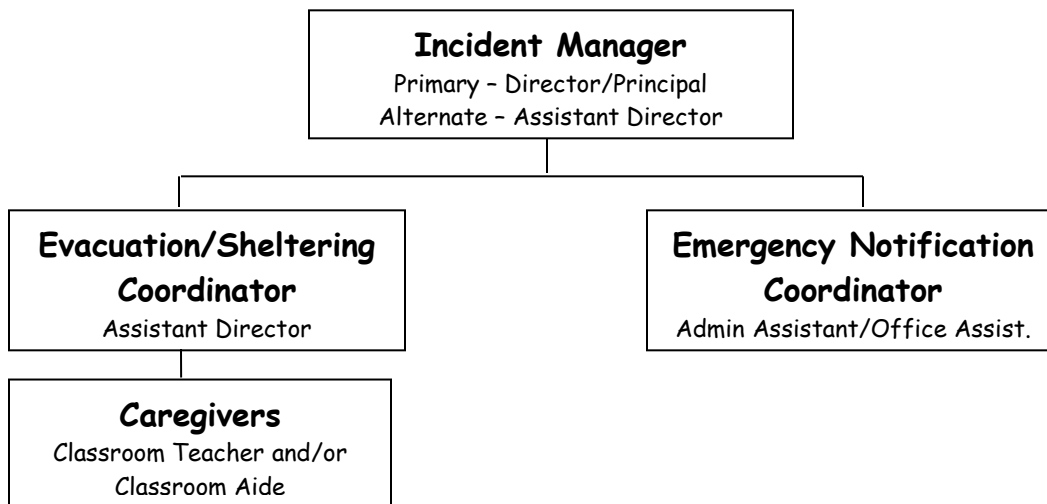 Incident Manager
Primary – Director/Principal
Alternate – Assistant Director
Evacuation/Sheltering
Coordinator
Assistant Director
Emergency Notification
Coordinator
Admin Assistant/Office Assist.
Caregivers
Classroom Teacher and/or
Classroom Aide